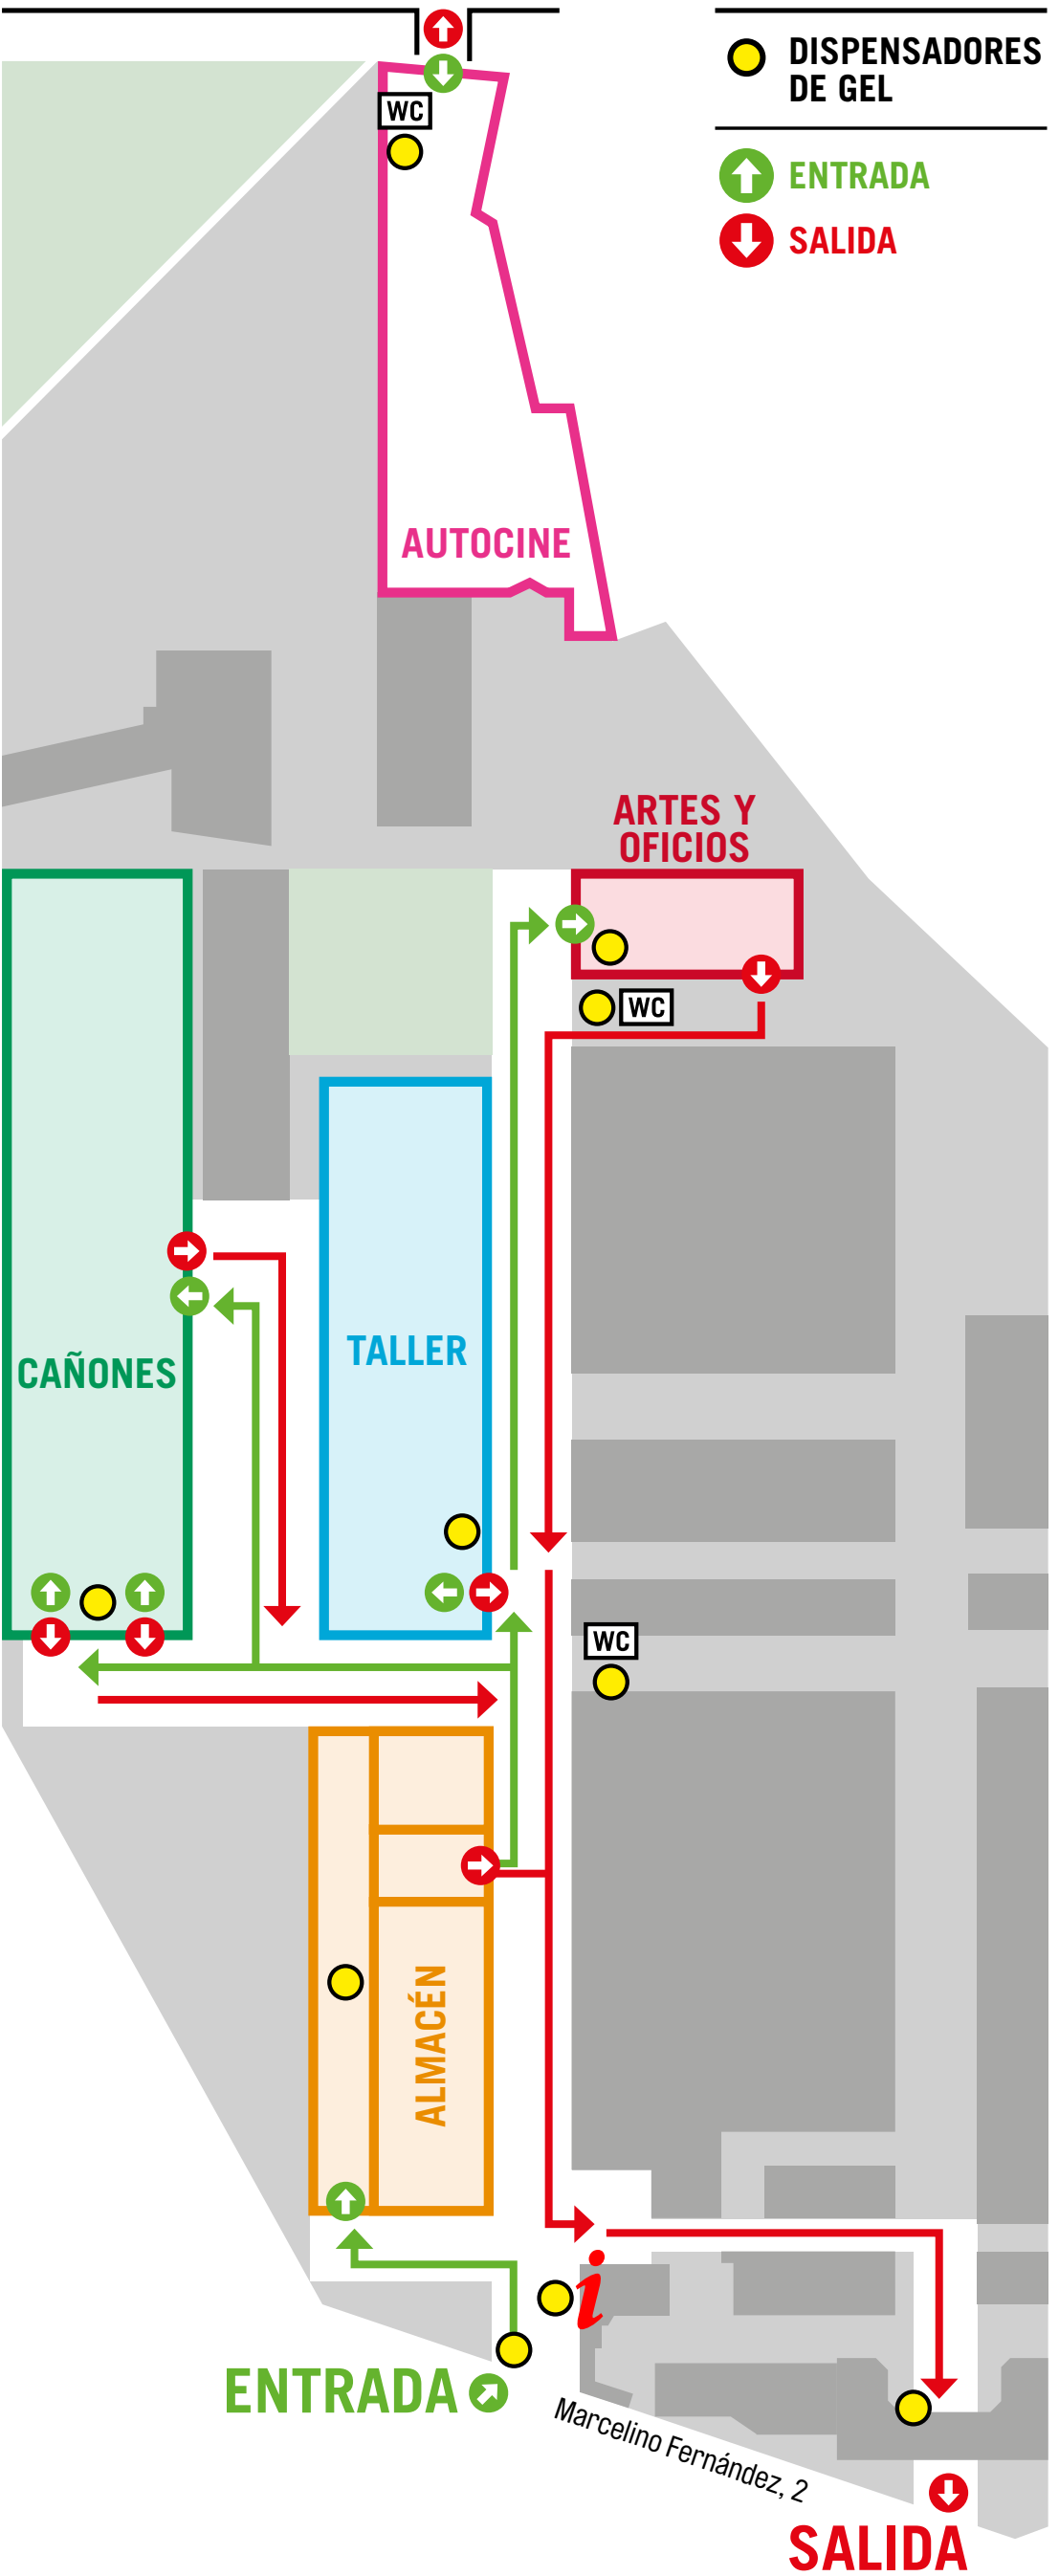 DISPENSADORES
DE GEL
ENTRADA
SALIDA
WC
AUTOCINE
ARTES Y
OFICIOS
WC
TALLER
CAÑONES
WC
ALMACÉN
i
ENTRADA
Marcelino Fernández, 2
SALIDA